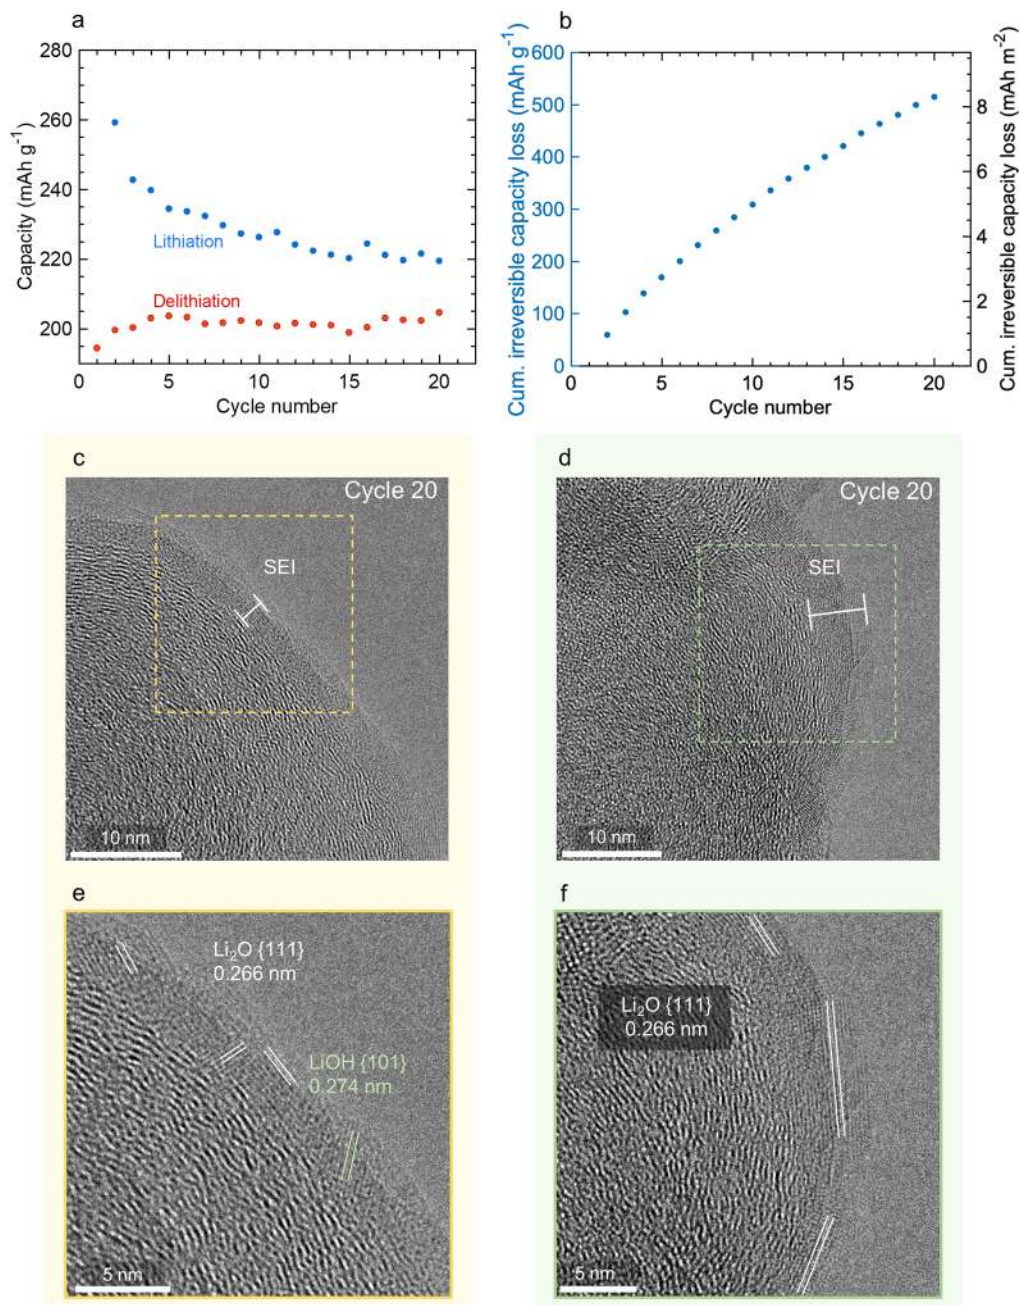 a
280
260
240
220
200
Capacity (mAh g⁻¹)
Lithiation
Delithiation
0
5
10
15
20
Cycle number
b
600
500
400
300
200
100
0
Cum. irreversible capacity loss (mAh g⁻¹)
8
6
4
2
0
Cum. irreversible capacity loss (mAh m⁻²)
0
5
10
15
20
Cycle number
c
Cycle 20
SEI
10 nm
d
Cycle 20
SEI
10 nm
e
Li₂O {111}
0.266 nm
LiOH {101}
0.274 nm
5 nm
f
Li₂O {111}
0.266 nm
5 nm